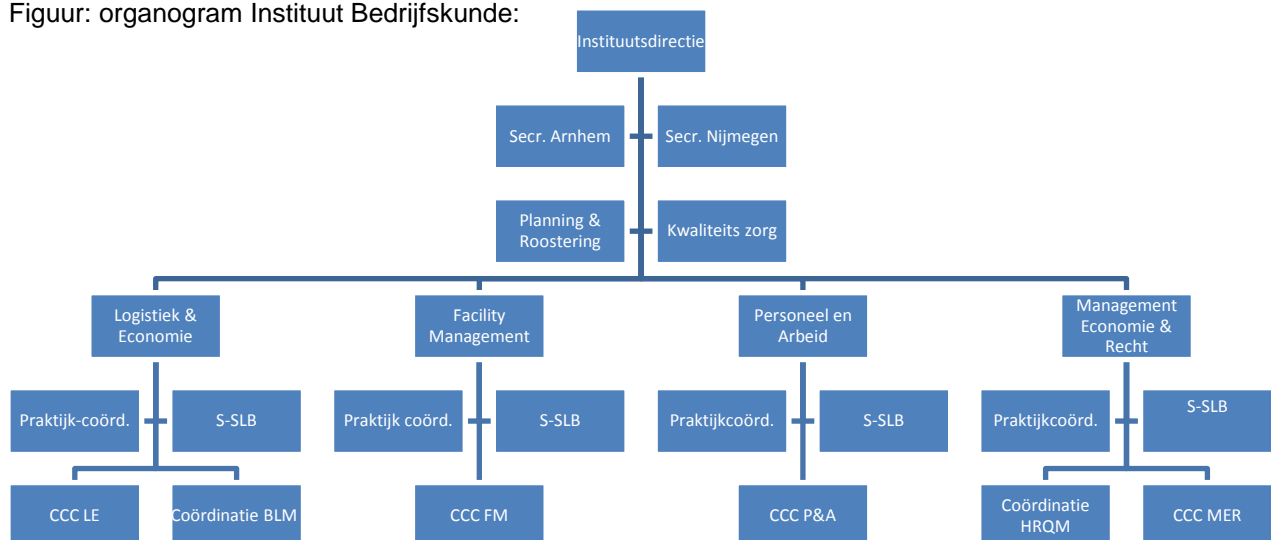 Figuur: organogram Instituut Bedrijfskunde:
Instituutsdirectie
Secr. Arnhem
Secr. Nijmegen
Planning &
Roostering
Kwaliteits zorg
Logistiek &
Economie
Facility
Management
Personeel en
Arbeid
Management
Economie &
Recht
Praktijk-coörd.
S-SLB
Praktijk coörd.
S-SLB
Praktijkcoörd.
S-SLB
Praktijkcoörd.
S-SLB
CCC LE
Coördinatie BLM
CCC FM
CCC P&A
Coördinatie
HRQM
CCC MER